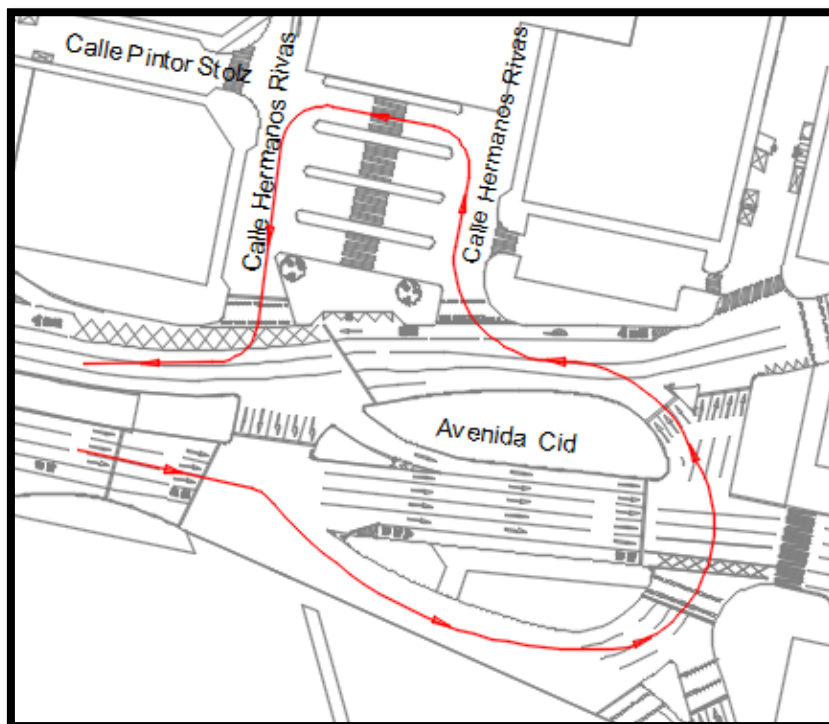 Calle Pintor Stolz
Calle Hermanos Rivas
Calle Hermanos Rivas
Avenida Cid